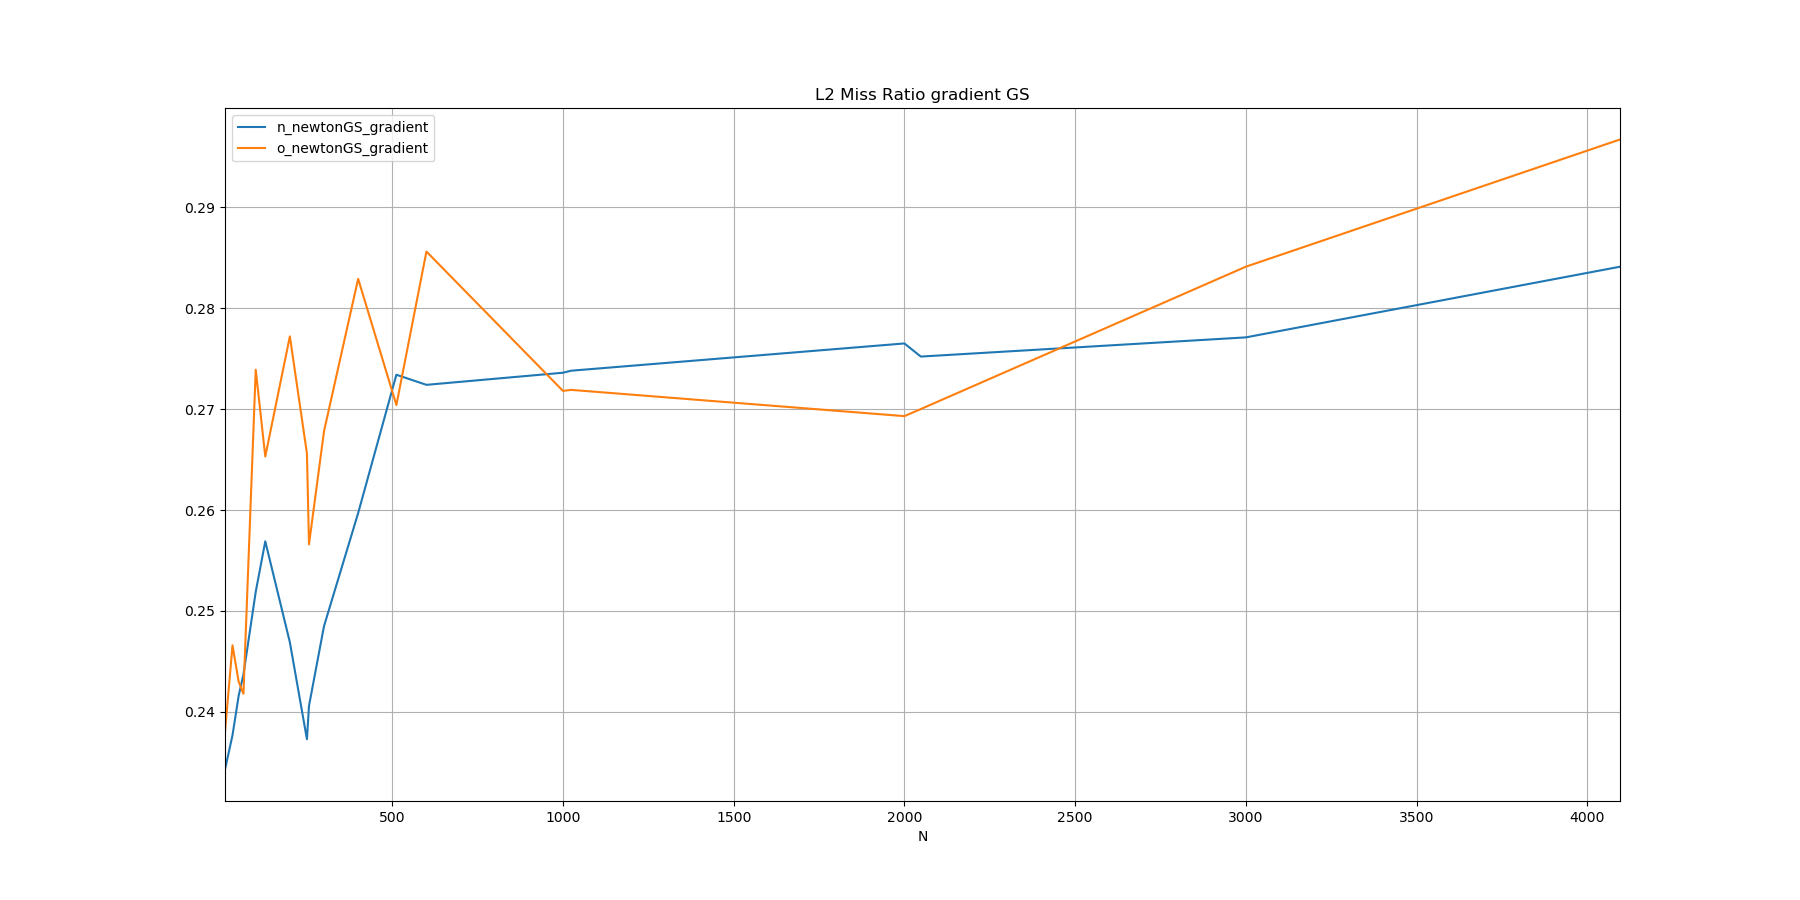 L2 Miss Ratio gradient GS
n_newtonGS_gradient
o_newtonGS_gradient
0.29
0.28
0.27
0.26
0.25
0.24
500 1000 1500 2000 2500 3000 3500 4000
N